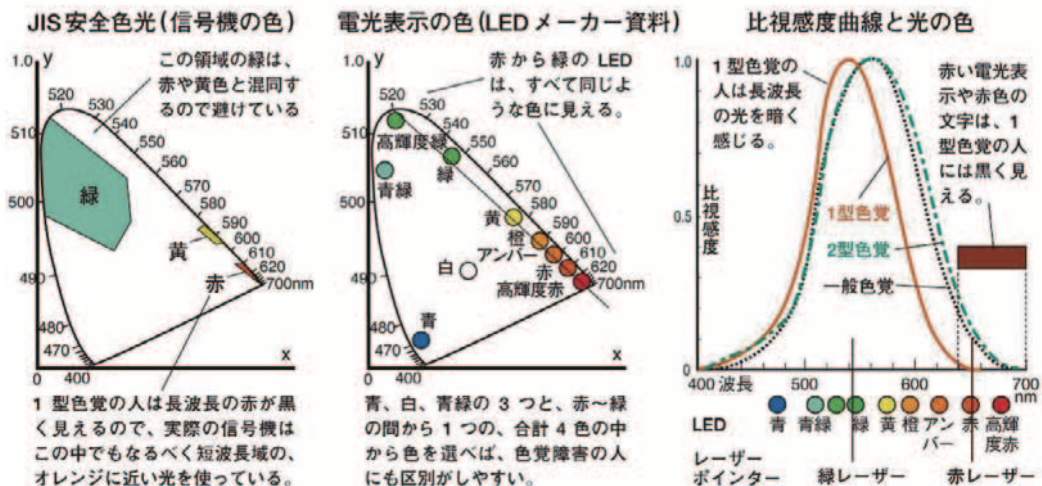 JIS 安全色光(信号機の色)
y
1.0
この領域の緑は、
赤や黄色と混同す
るので避けている
520
530
540
550
560
570
580
590
600
610
620
700nm
510
500
490
480
470
400
0
x
緑
黄
赤
1 型色覚の人は長波長の赤が黒
く見えるので、実際の信号機は
この中でもなるべく短波長域の、
オレンジに近い光を使っている。
電光表示の色(LED メーカー資料)
y
1.0
赤から緑の LED
は、すべて同じよ
うな色に見える。
520
530
540
550
560
570
580
590
600
610
620
700nm
510
500
490
480
470
400
0
x
高輝度緑
緑
青緑
黄
橙
アンバー
赤
高輝度赤
白
青
青、白、青緑の 3 つと、赤〜緑
の間から 1 つの、合計 4 色の中
から色を選べば、色覚障害の人
にも区別がしやすい。
比視感度曲線と光の色
1.0
1 型色覚の
人は長波長
の光を暗く
感じる。
赤い電光表
示や赤色の
文字は、1
型色覚の人
には黒く見
える。
比視感度
0.5
0
1型色覚
2型色覚
一般色覚
400 波長 500 600 700
nm
LED 青 青緑 緑 黄 橙 アン 赤 高輝
バー 度赤
レーザー
ポインター 緑レーザー 赤レーザー